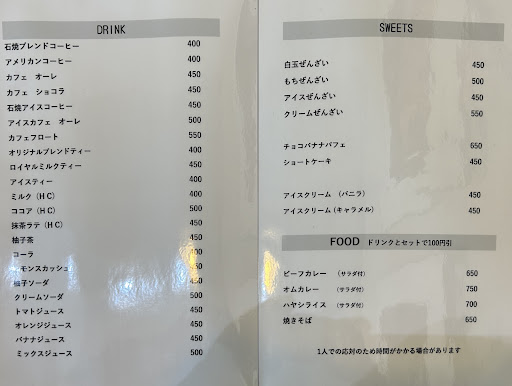 DRINK
石焼ブレンドコーヒー 400
アメリカンコーヒー 400
カフェ オーレ 450
カフェ ショコラ 450
石焼アイスコーヒー 450
アイスカフェ オーレ 500
カフェフロート 550
オリジナルブレンドティー 400
ロイヤルミルクティー 450
アイスティー 400
ミルク（HC） 400
ココア（HC） 500
抹茶ラテ（HC） 450
柚子茶 450
コーラ 400
モンスカッシュ 450
柚子ソーダ 450
クリームソーダ 500
トマトジュース 450
オレンジジュース 450
バナナジュース 450
ミックスジュース 500
SWEETS
白玉ぜんざい 450
もちぜんざい 500
アイスぜんざい 450
クリームぜんざい 550
チョコバナナパフェ 650
ショートケーキ 450
アイスクリーム （バニラ） 450
アイスクリーム（キャラメル） 450
FOOD ドリンクとセットで100円引
ビーフカレー （サラダ付） 650
オムカレー （サラダ付） 750
ハヤシライス （サラダ付） 700
焼きそば 650
1人での応対のため時間がかかる場合があります